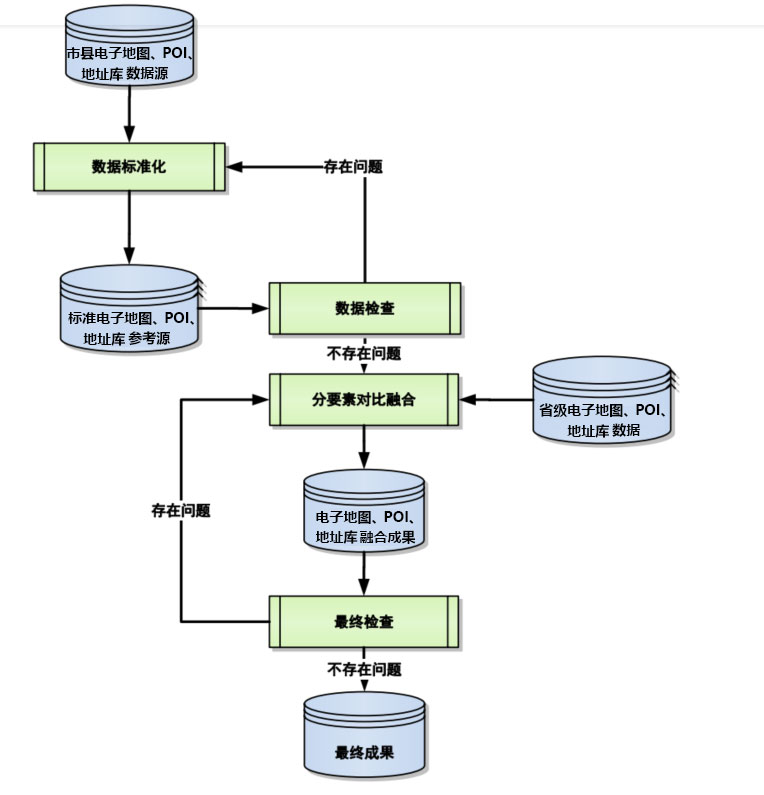 市县电子地图、POI、
地址库 数据源
数据标准化
存在问题
标准电子地图、POI、
地址库 参考源
数据检查
不存在问题
分要素对比融合
省级电子地图、POI、
地址库 数据
存在问题
电子地图、POI、
地址库 融合成果
最终检查
不存在问题
最终成果